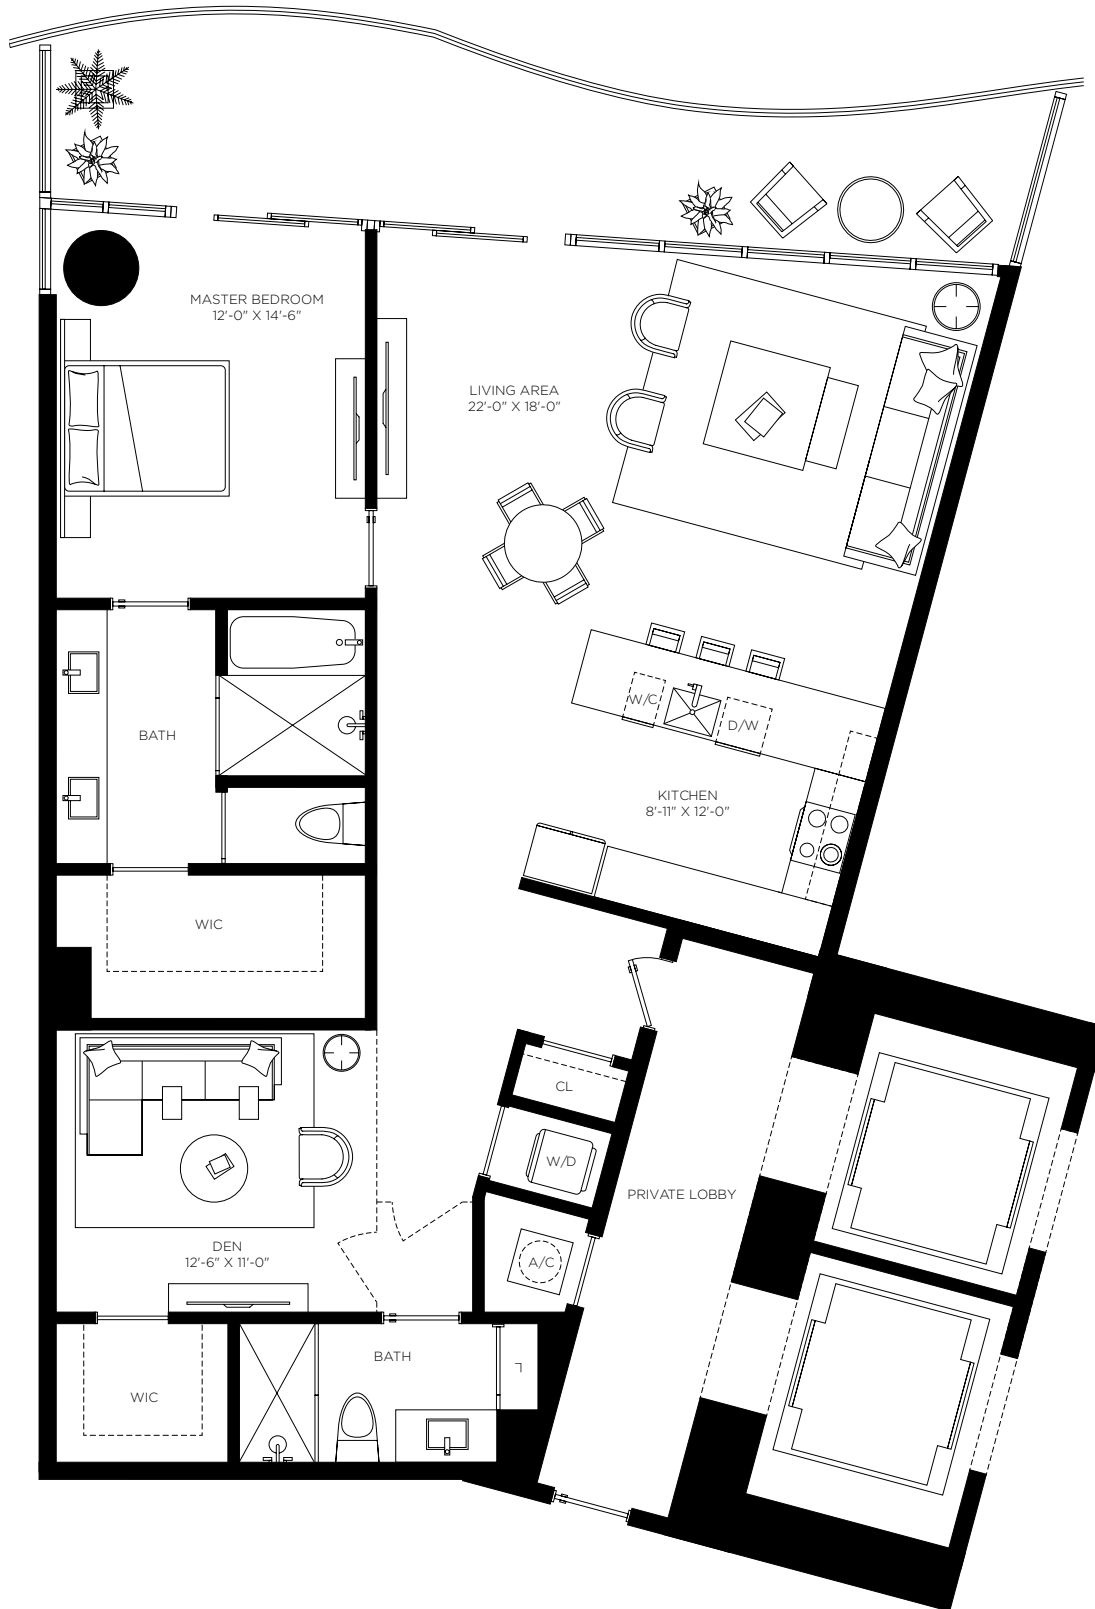 MASTER BEDROOM
12'-0" X 14'-6"
LIVING AREA
22'-0" X 18'-0"
W/C
D/W
BATH
KITCHEN
8'-11" X 12'-0"
WIC
CL
W/D
PRIVATE LOBBY
DEN
12'-6" X 11'-0"
A/C
BATH
L
WIC